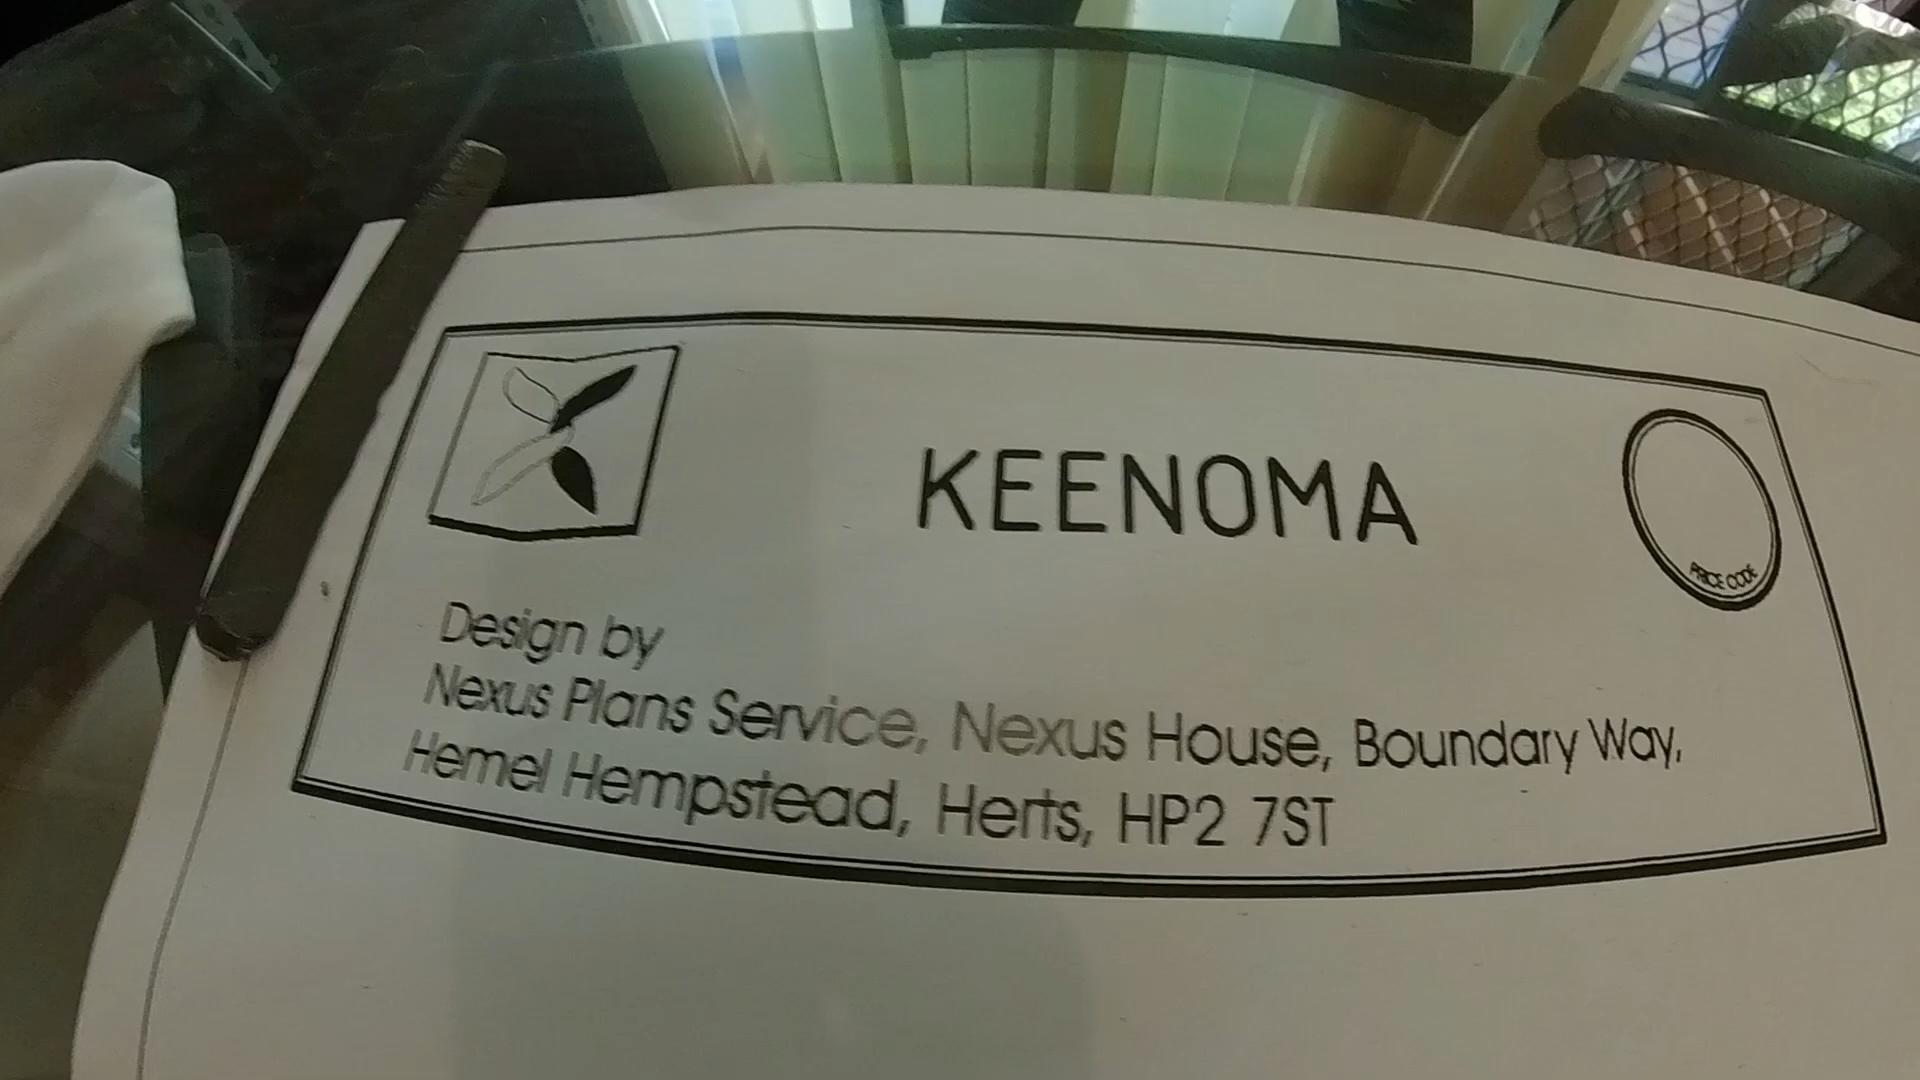 KEENOMA
PRICE CODE
Design by
Nexus Plans Service, Nexus House, Boundary Way,
Hemel Hempstead, Herts, HP2 7ST